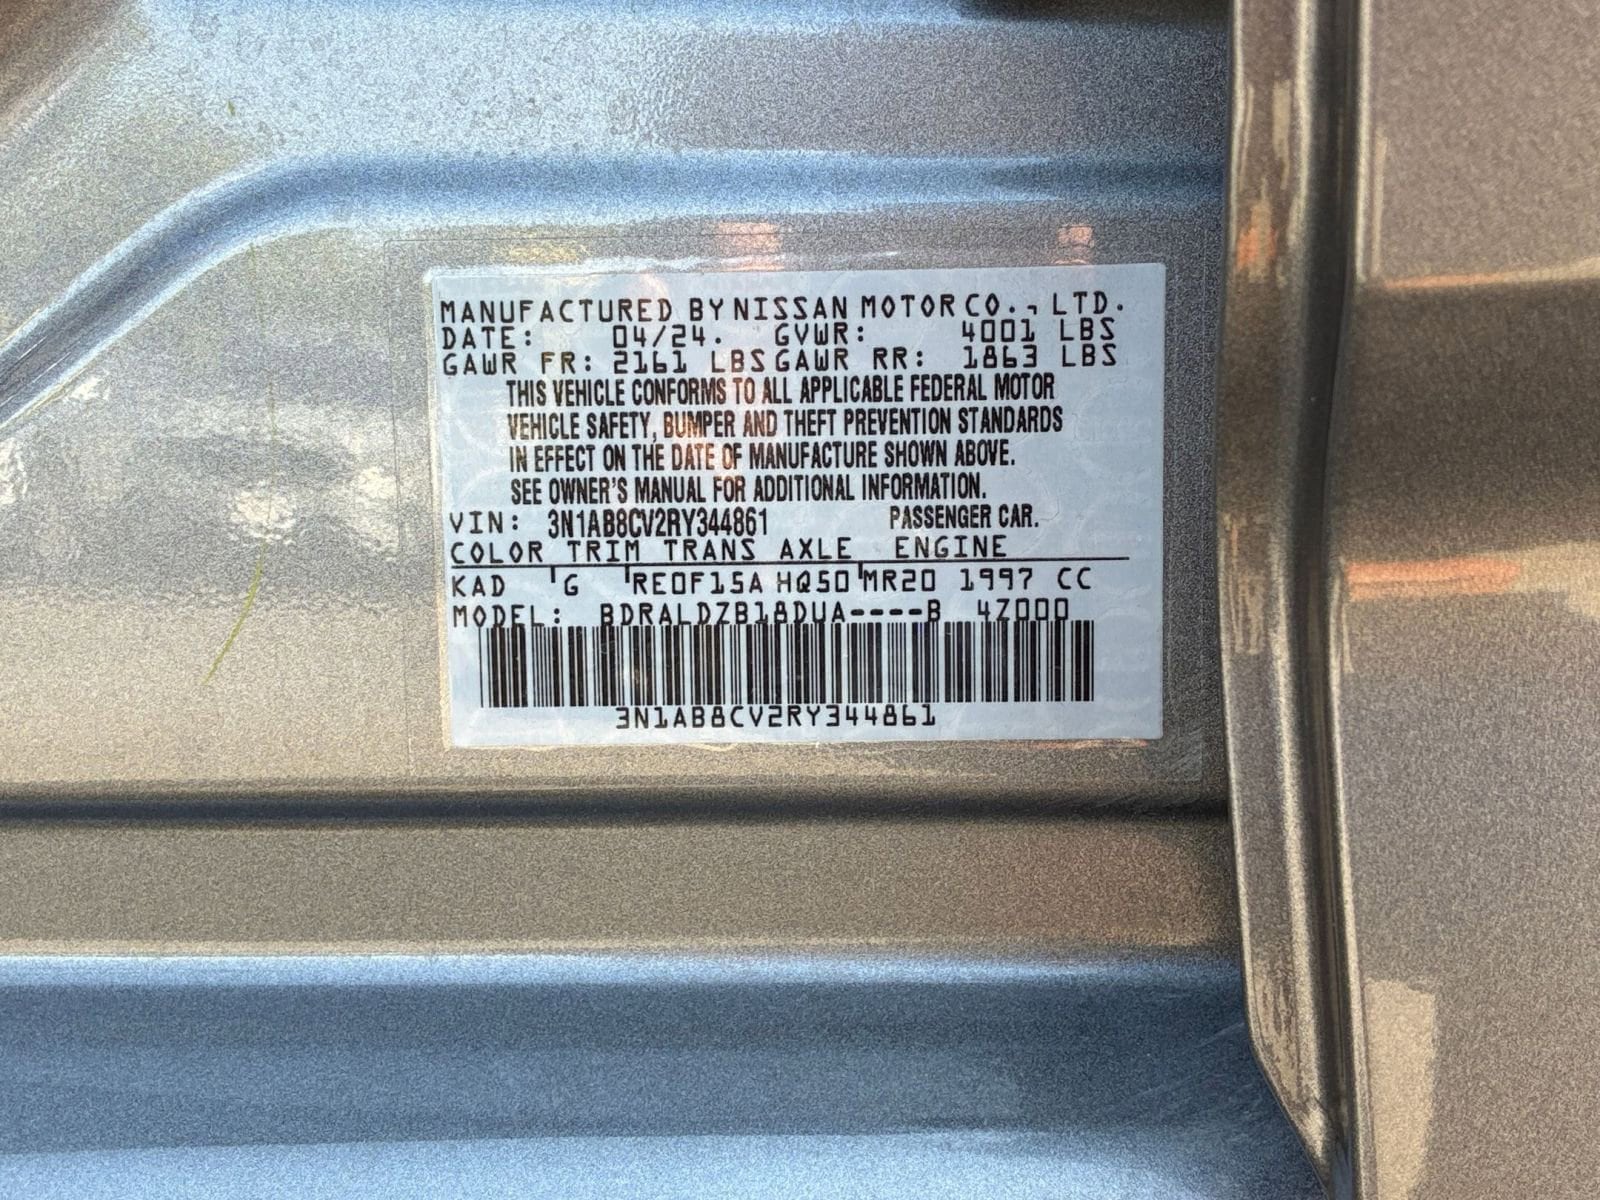 MANUFACTURED BY NISSAN MOTOR CO., LTD.
DATE: 04/24. GVWR: 4001 LBS
GAWR FR: 2161 LBS GAWR RR: 1863 LBS
THIS VEHICLE CONFORMS TO ALL APPLICABLE FEDERAL MOTOR
VEHICLE SAFETY, BUMPER AND THEFT PREVENTION STANDARDS
IN EFFECT ON THE DATE OF MANUFACTURE SHOWN ABOVE.
SEE OWNER'S MANUAL FOR ADDITIONAL INFORMATION.
VIN: 3N1AB8CV2RY344861 PASSENGER CAR.
COLOR TRIM TRANS AXLE ENGINE
KAD G RE0F15A HQ50 MR20 1997 CC
MODEL: BDRALDZB18DUA----B 4Z000
3N1AB8CV2RY344861